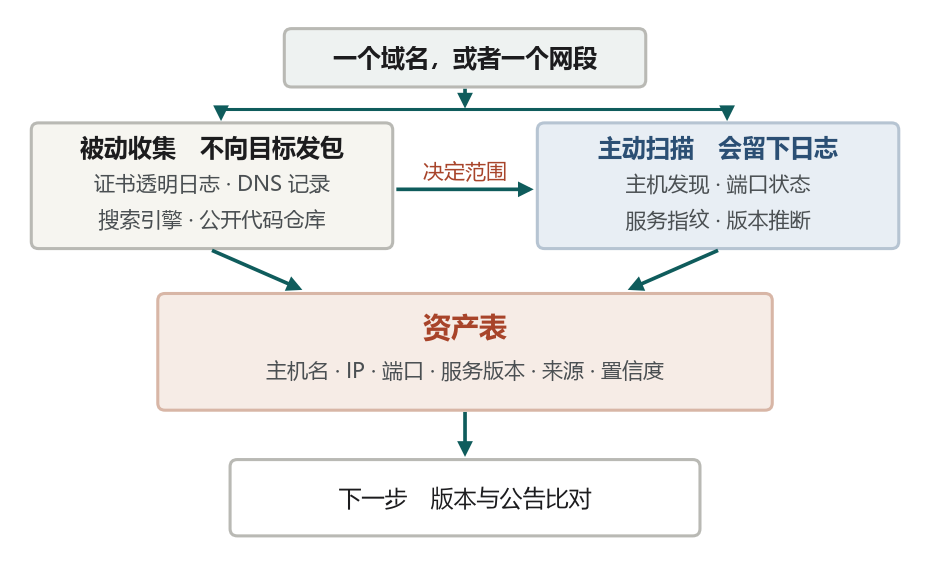 一个域名，或者一个网段
被动收集　不向目标发包
证书透明日志 · DNS 记录
搜索引擎 · 公开代码仓库
决定范围
主动扫描　会留下日志
主机发现 · 端口状态
服务指纹 · 版本推断
资产表
主机名 · IP · 端口 · 服务版本 · 来源 · 置信度
下一步　版本与公告比对